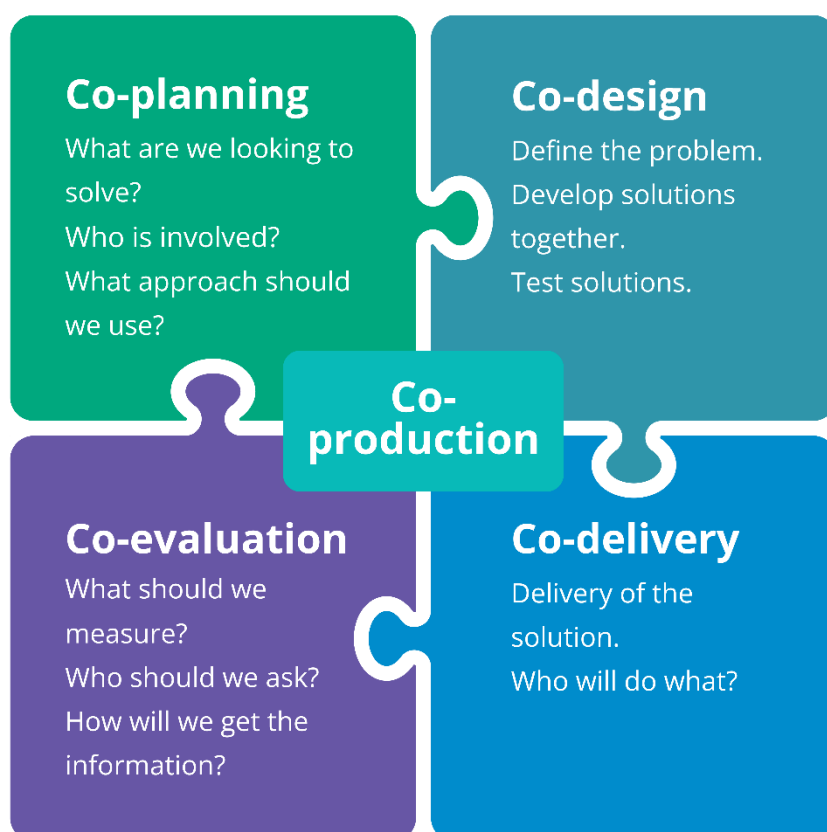 Co-planning
What are we looking to
solve?
Who is involved?
What approach should
we use?
Co-design
Define the problem.
Develop solutions
together.
Test solutions.
Co-
production
Co-evaluation
What should we
measure?
Who should we ask?
How will we get the
information?
Co-delivery
Delivery of the
solution.
Who will do what?